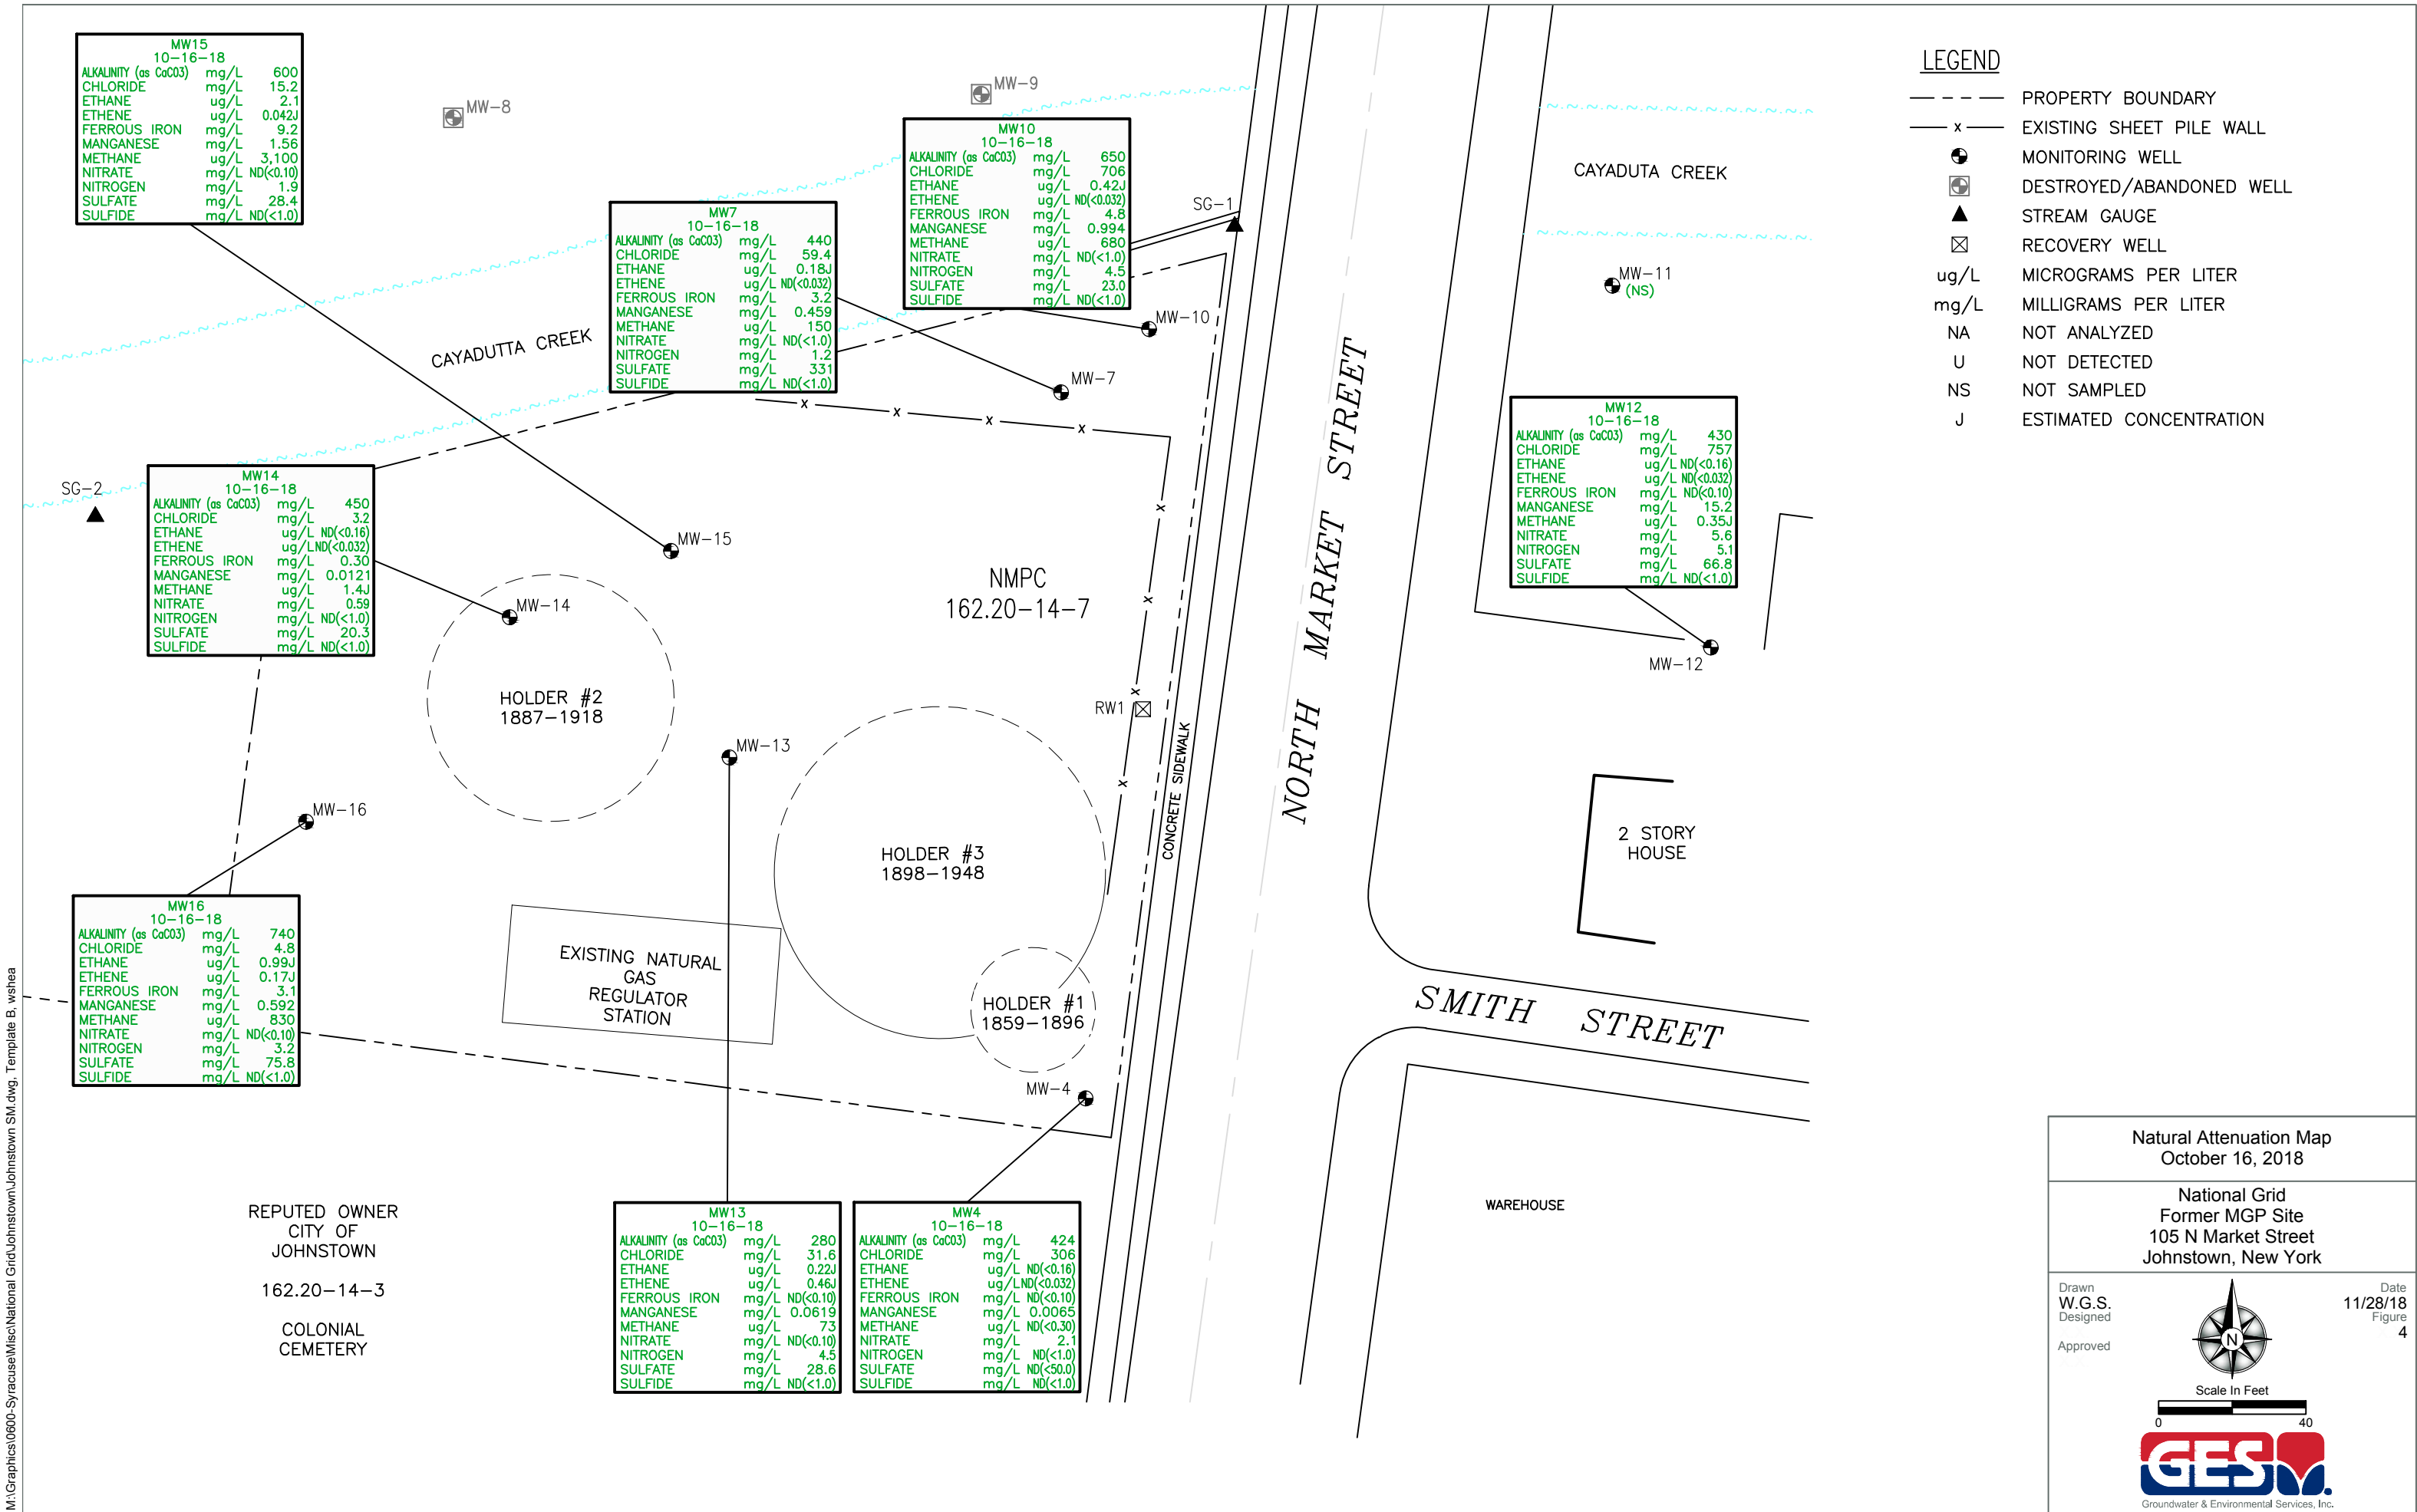 MW15
10-16-18
ALKALINITY (as CaCO3) mg/L 600
CHLORIDE mg/L 15.2
ETHANE ug/L 2.1
ETHENE ug/L 0.042J
FERROUS IRON mg/L 9.2
MANGANESE mg/L 1.56
METHANE ug/L 3,100
NITRATE mg/L ND(<0.10)
NITROGEN mg/L 1.9
SULFATE mg/L 28.4
SULFIDE mg/L ND(<1.0)
MW-8
MW-9
MW10
10-16-18
ALKALINITY (as CaCO3) mg/L 650
CHLORIDE mg/L 706
ETHANE ug/L 0.42J
ETHENE ug/L ND(<0.032)
FERROUS IRON mg/L 4.8
MANGANESE mg/L 0.994
METHANE ug/L 680
NITRATE mg/L ND(<1.0)
NITROGEN mg/L 4.5
SULFATE mg/L 23.0
SULFIDE mg/L ND(<1.0)
MW7
10-16-18
ALKALINITY (as CaCO3) mg/L 440
CHLORIDE mg/L 59.4
ETHANE ug/L 0.18J
ETHENE ug/L ND(<0.032)
FERROUS IRON mg/L 3.2
MANGANESE mg/L 0.459
METHANE ug/L 150
NITRATE mg/L ND(<1.0)
NITROGEN mg/L 1.2
SULFATE mg/L 331
SULFIDE mg/L ND(<1.0)
SG-1
CAYADUTA CREEK
MW-11
(NS)
MW-10
MW-7
CAYADUTTA CREEK
LEGEND
PROPERTY BOUNDARY
x EXISTING SHEET PILE WALL
MONITORING WELL
DESTROYED/ABANDONED WELL
STREAM GAUGE
RECOVERY WELL
ug/L MICROGRAMS PER LITER
mg/L MILLIGRAMS PER LITER
NA NOT ANALYZED
U NOT DETECTED
NS NOT SAMPLED
J ESTIMATED CONCENTRATION
x x x x
x
x
x
x
MW12
10-16-18
ALKALINITY (as CaCO3) mg/L 430
CHLORIDE mg/L 757
ETHANE ug/L ND(<0.16)
ETHENE ug/L ND(<0.032)
FERROUS IRON mg/L ND(<0.10)
MANGANESE mg/L 15.2
METHANE ug/L 0.35J
NITRATE mg/L 5.6
NITROGEN mg/L 5.1
SULFATE mg/L 66.8
SULFIDE mg/L ND(<1.0)
MW-12
SG-2
MW14
10-16-18
ALKALINITY (as CaCO3) mg/L 450
CHLORIDE mg/L 3.2
ETHANE ug/L ND(<0.16)
ETHENE ug/L ND(<0.032)
FERROUS IRON mg/L 0.30
MANGANESE mg/L 0.0121
METHANE ug/L 1.4J
NITRATE mg/L 0.59
NITROGEN mg/L ND(<1.0)
SULFATE mg/L 20.3
SULFIDE mg/L ND(<1.0)
MW-15
MW-14
NMPC
162.20-14-7
NORTH MARKET STREET
HOLDER #2
1887-1918
RW1
CONCRETE SIDEWALK
MW-13
MW-16
HOLDER #3
1898-1948
2 STORY
HOUSE
MW16
10-16-18
ALKALINITY (as CaCO3) mg/L 740
CHLORIDE mg/L 4.8
ETHANE ug/L 0.99J
ETHENE ug/L 0.17J
FERROUS IRON mg/L 3.1
MANGANESE mg/L 0.592
METHANE ug/L 830
NITRATE mg/L ND(<0.10)
NITROGEN mg/L 3.2
SULFATE mg/L 75.8
SULFIDE mg/L ND(<1.0)
EXISTING NATURAL
GAS
REGULATOR
STATION
HOLDER #1
1859-1896
SMITH STREET
MW-4
REPUTED OWNER
CITY OF
JOHNSTOWN
162.20-14-3
COLONIAL
CEMETERY
MW13
10-16-18
ALKALINITY (as CaCO3) mg/L 280
CHLORIDE mg/L 31.6
ETHANE ug/L 0.22J
ETHENE ug/L 0.46J
FERROUS IRON mg/L ND(<0.10)
MANGANESE mg/L 0.0619
METHANE ug/L 73
NITRATE mg/L ND(<0.10)
NITROGEN mg/L 4.5
SULFATE mg/L 28.6
SULFIDE mg/L ND(<1.0)
MW4
10-16-18
ALKALINITY (as CaCO3) mg/L 424
CHLORIDE mg/L 306
ETHANE ug/L ND(<0.16)
ETHENE ug/L ND(<0.032)
FERROUS IRON mg/L ND(<0.10)
MANGANESE mg/L 0.0065
METHANE ug/L ND(<0.30)
NITRATE mg/L 2.1
NITROGEN mg/L ND(<1.0)
SULFATE mg/L ND(<50.0)
SULFIDE mg/L ND(<1.0)
WAREHOUSE
Natural Attenuation Map
October 16, 2018
National Grid
Former MGP Site
105 N Market Street
Johnstown, New York
Drawn
W.G.S.
Designed
Approved
Date
11/28/18
Figure
4
N
Scale In Feet
0 40
GES
Groundwater & Environmental Services, Inc.
M:\Graphics\0600-Syracuse\Misc\National Grid\Johnstown\Johnstown SM.dwg, Template B, wshea